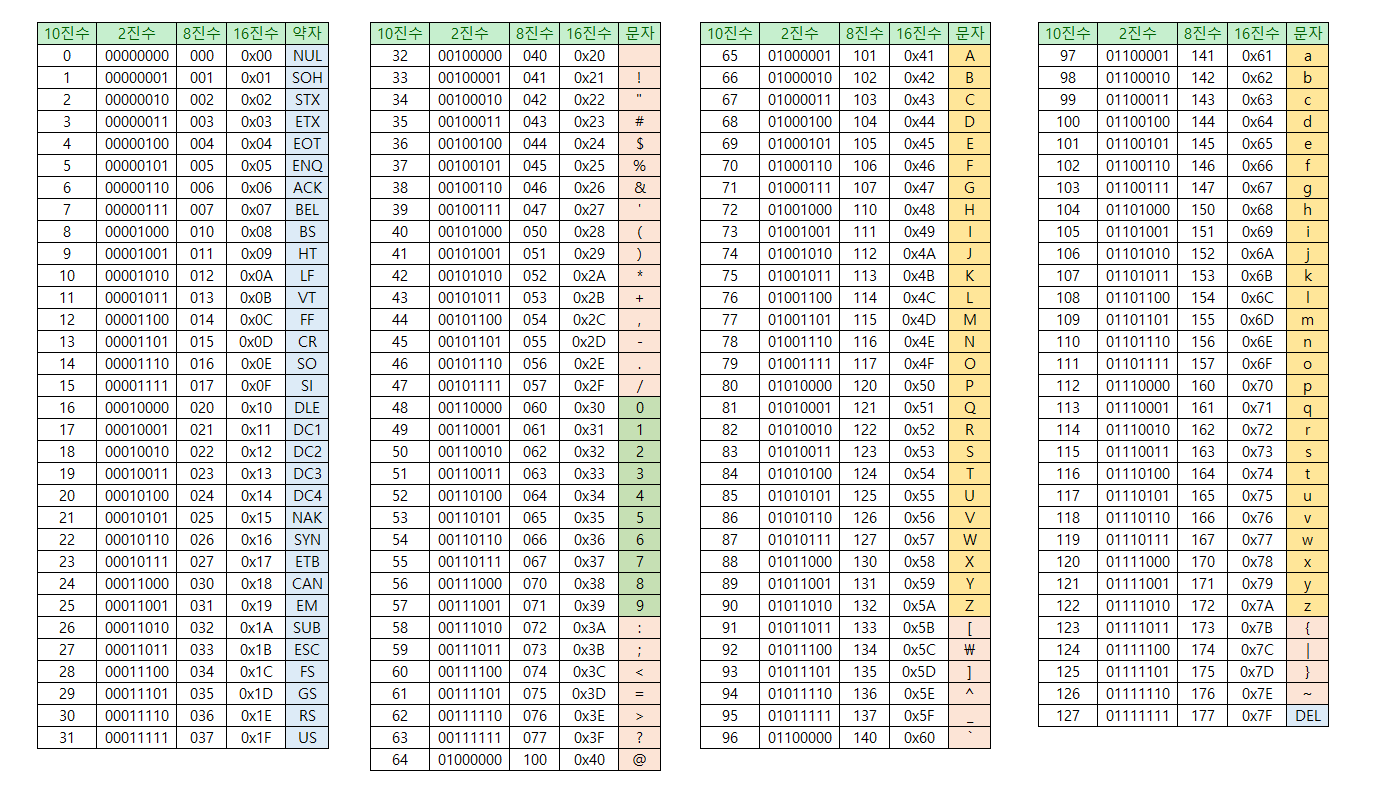 10진수 2진수 8진수 16진수 약자
0 00000000 000 0x00 NUL
1 00000001 001 0x01 SOH
2 00000010 002 0x02 STX
3 00000011 003 0x03 ETX
4 00000100 004 0x04 EOT
5 00000101 005 0x05 ENQ
6 00000110 006 0x06 ACK
7 00000111 007 0x07 BEL
8 00001000 010 0x08 BS
9 00001001 011 0x09 HT
10 00001010 012 0x0A LF
11 00001011 013 0x0B VT
12 00001100 014 0x0C FF
13 00001101 015 0x0D CR
14 00001110 016 0x0E SO
15 00001111 017 0x0F SI
16 00010000 020 0x10 DLE
17 00010001 021 0x11 DC1
18 00010010 022 0x12 DC2
19 00010011 023 0x13 DC3
20 00010100 024 0x14 DC4
21 00010101 025 0x15 NAK
22 00010110 026 0x16 SYN
23 00010111 027 0x17 ETB
24 00011000 030 0x18 CAN
25 00011001 031 0x19 EM
26 00011010 032 0x1A SUB
27 00011011 033 0x1B ESC
28 00011100 034 0x1C FS
29 00011101 035 0x1D GS
30 00011110 036 0x1E RS
31 00011111 037 0x1F US
10진수 2진수 8진수 16진수 문자
32 00100000 040 0x20
33 00100001 041 0x21 !
34 00100010 042 0x22 "
35 00100011 043 0x23 #
36 00100100 044 0x24 $
37 00100101 045 0x25 %
38 00100110 046 0x26 &
39 00100111 047 0x27 '
40 00101000 050 0x28 (
41 00101001 051 0x29 )
42 00101010 052 0x2A *
43 00101011 053 0x2B +
44 00101100 054 0x2C ,
45 00101101 055 0x2D -
46 00101110 056 0x2E .
47 00101111 057 0x2F /
48 00110000 060 0x30 0
49 00110001 061 0x31 1
50 00110010 062 0x32 2
51 00110011 063 0x33 3
52 00110100 064 0x34 4
53 00110101 065 0x35 5
54 00110110 066 0x36 6
55 00110111 067 0x37 7
56 00111000 070 0x38 8
57 00111001 071 0x39 9
58 00111010 072 0x3A :
59 00111011 073 0x3B ;
60 00111100 074 0x3C <
61 00111101 075 0x3D =
62 00111110 076 0x3E >
63 00111111 077 0x3F ?
64 01000000 100 0x40 @
10진수 2진수 8진수 16진수 문자
65 01000001 101 0x41 A
66 01000010 102 0x42 B
67 01000011 103 0x43 C
68 01000100 104 0x44 D
69 01000101 105 0x45 E
70 01000110 106 0x46 F
71 01000111 107 0x47 G
72 01001000 110 0x48 H
73 01001001 111 0x49 I
74 01001010 112 0x4A J
75 01001011 113 0x4B K
76 01001100 114 0x4C L
77 01001101 115 0x4D M
78 01001110 116 0x4E N
79 01001111 117 0x4F O
80 01010000 120 0x50 P
81 01010001 121 0x51 Q
82 01010010 122 0x52 R
83 01010011 123 0x53 S
84 01010100 124 0x54 T
85 01010101 125 0x55 U
86 01010110 126 0x56 V
87 01010111 127 0x57 W
88 01011000 130 0x58 X
89 01011001 131 0x59 Y
90 01011010 132 0x5A Z
91 01011011 133 0x5B [
92 01011100 134 0x5C ₩
93 01011101 135 0x5D ]
94 01011110 136 0x5E ^
95 01011111 137 0x5F _
96 01100000 140 0x60 `
10진수 2진수 8진수 16진수 문자
97 01100001 141 0x61 a
98 01100010 142 0x62 b
99 01100011 143 0x63 c
100 01100100 144 0x64 d
101 01100101 145 0x65 e
102 01100110 146 0x66 f
103 01100111 147 0x67 g
104 01101000 150 0x68 h
105 01101001 151 0x69 i
106 01101010 152 0x6A j
107 01101011 153 0x6B k
108 01101100 154 0x6C l
109 01101101 155 0x6D m
110 01101110 156 0x6E n
111 01101111 157 0x6F o
112 01110000 160 0x70 p
113 01110001 161 0x71 q
114 01110010 162 0x72 r
115 01110011 163 0x73 s
116 01110100 164 0x74 t
117 01110101 165 0x75 u
118 01110110 166 0x76 v
119 01110111 167 0x77 w
120 01111000 170 0x78 x
121 01111001 171 0x79 y
122 01111010 172 0x7A z
123 01111011 173 0x7B {
124 01111100 174 0x7C |
125 01111101 175 0x7D }
126 01111110 176 0x7E ~
127 01111111 177 0x7F DEL